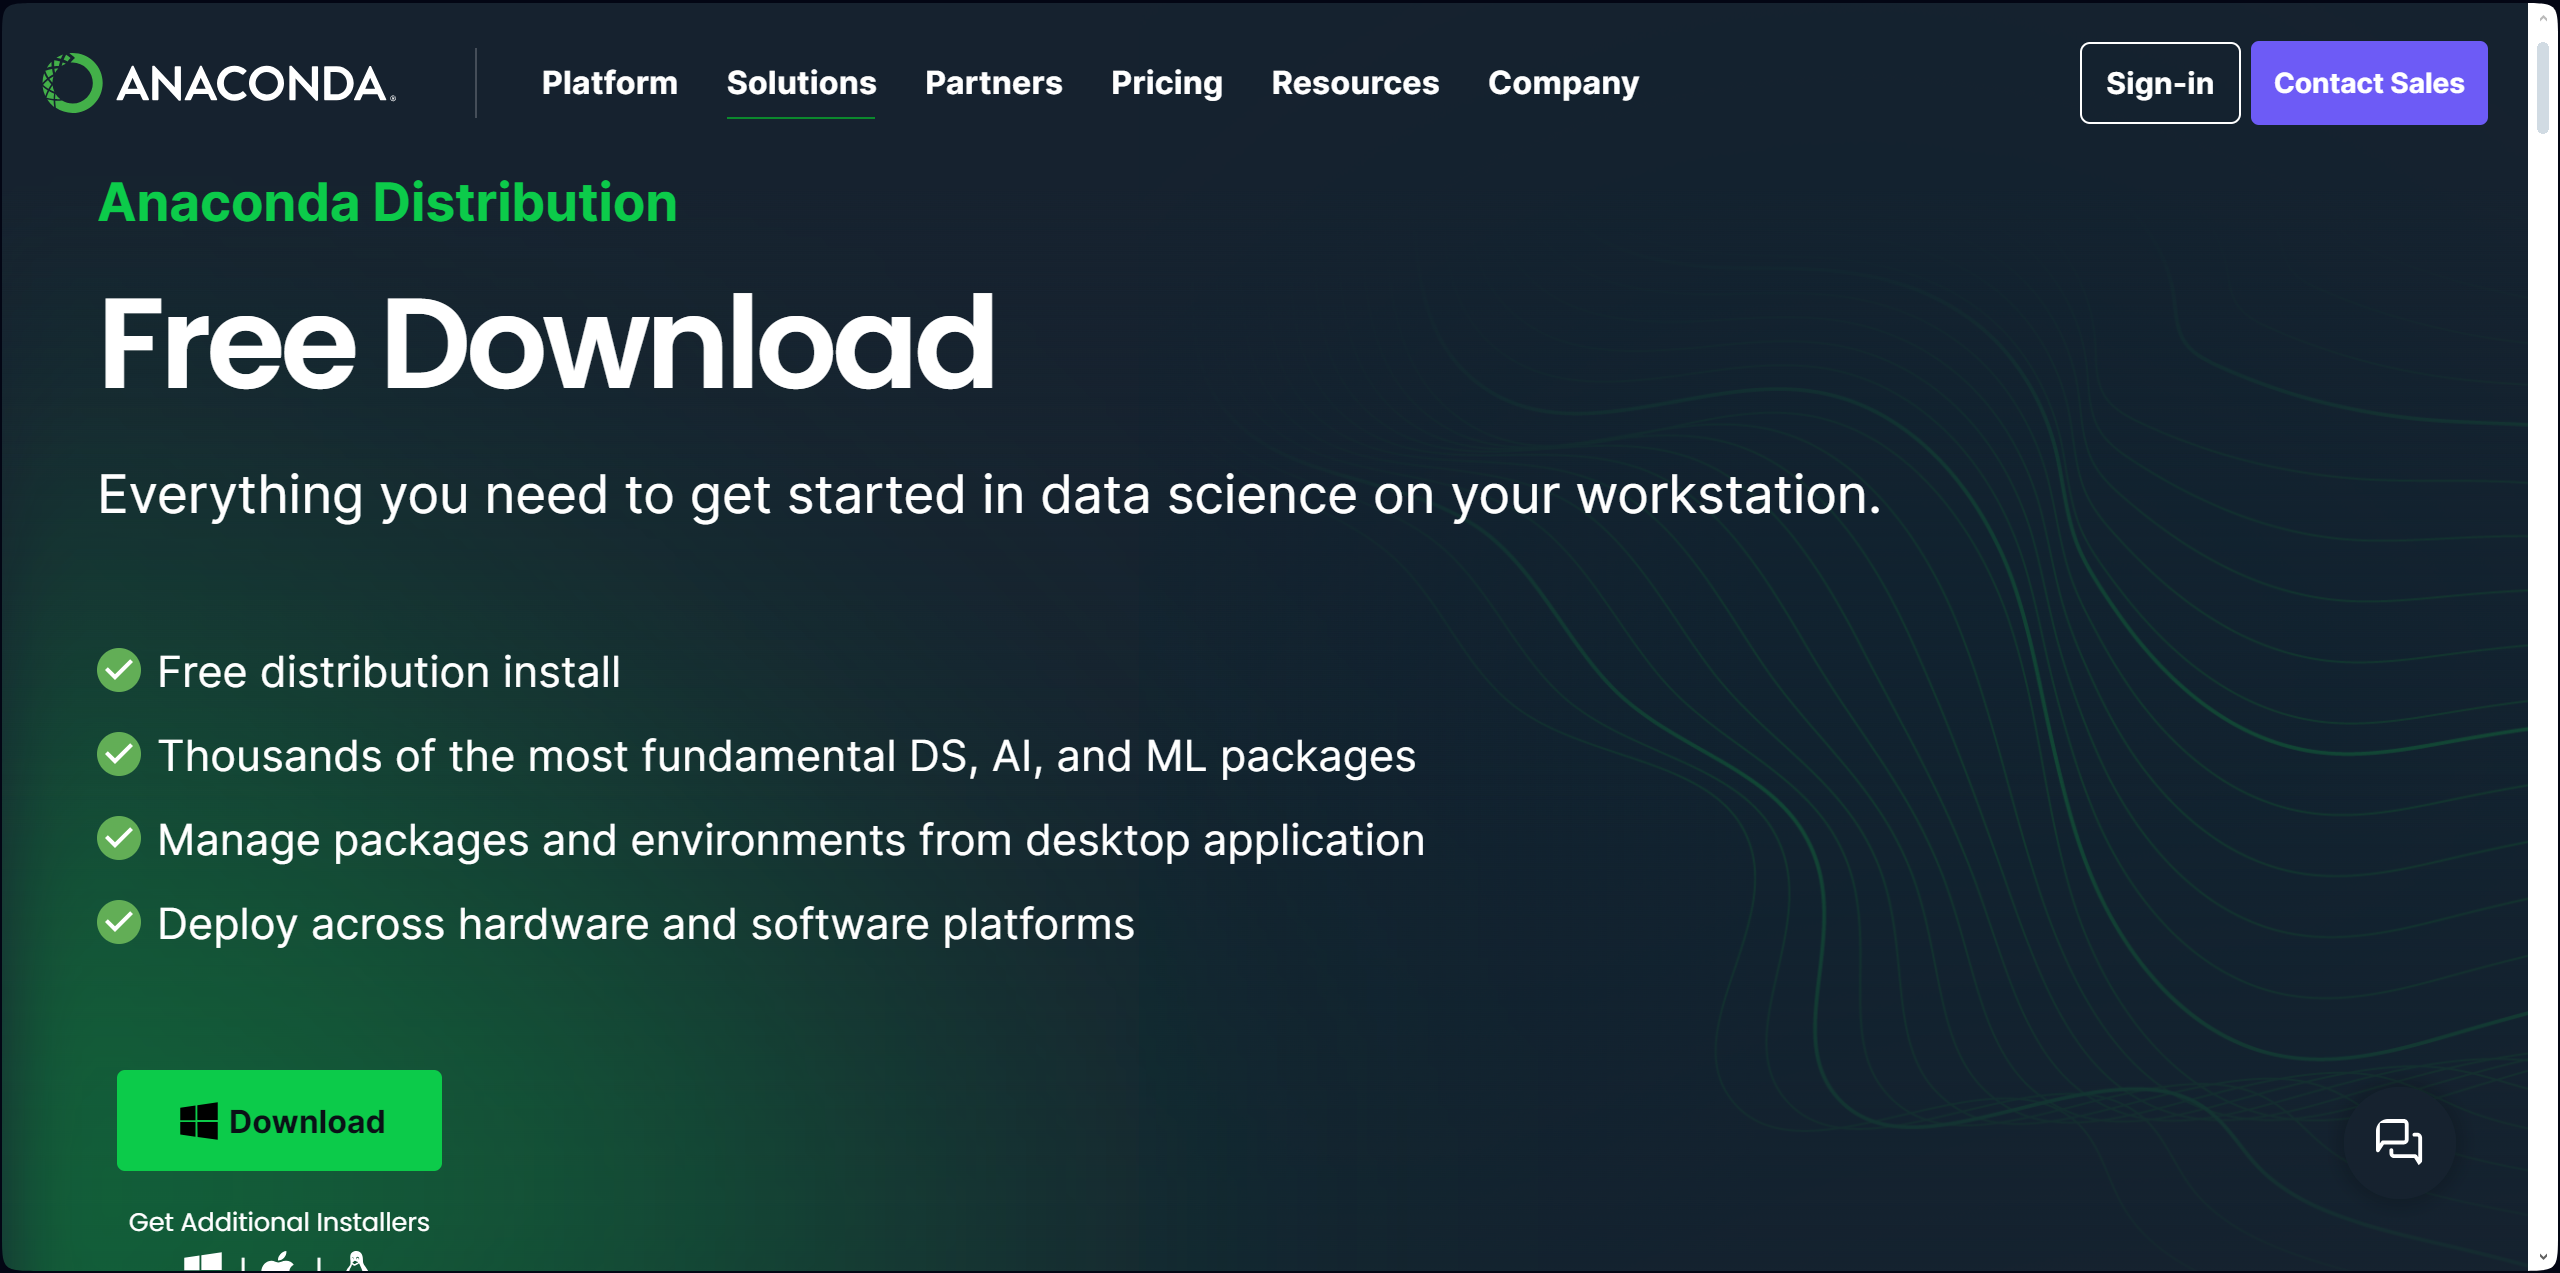 ANACONDA®
Platform Solutions Partners Pricing Resources Company Sign-in Contact Sales
Anaconda Distribution
Free Download
Everything you need to get started in data science on your workstation.
Free distribution install
Thousands of the most fundamental DS, AI, and ML packages
Manage packages and environments from desktop application
Deploy across hardware and software platforms
Download
Get Additional Installers